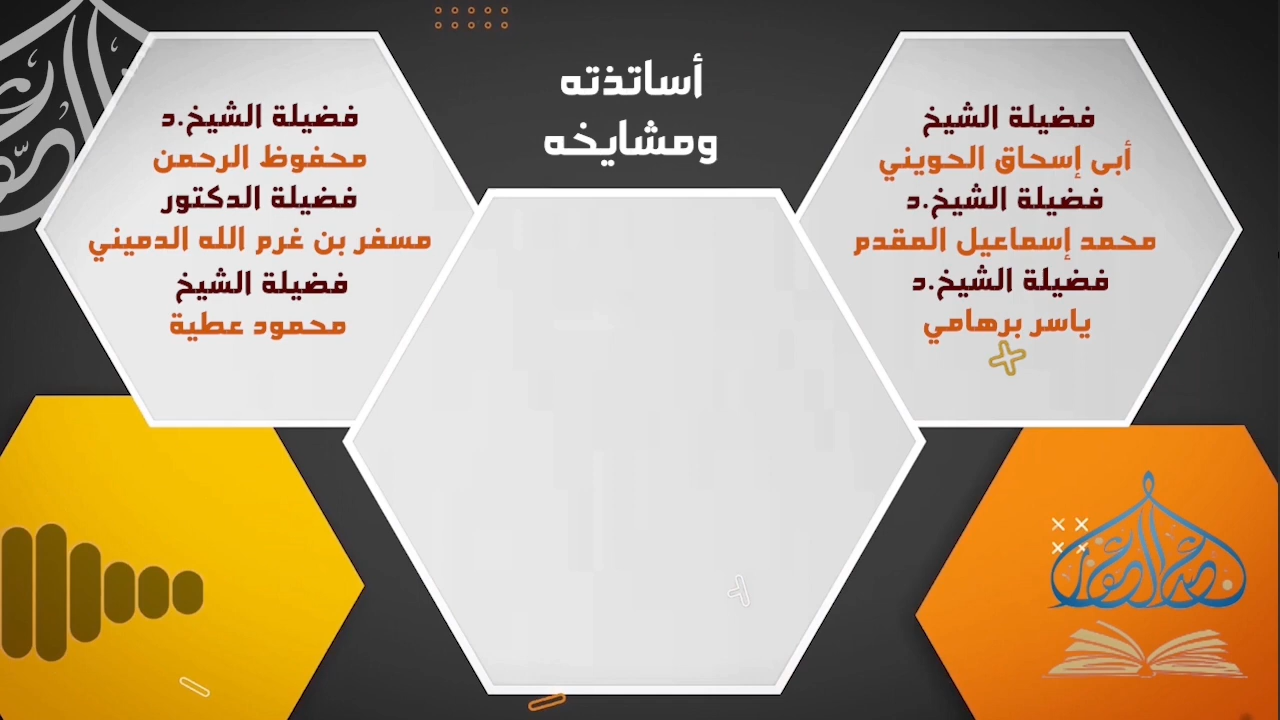 أساتذته
ومشايخه
فضيلة الشيخ
أبى إسحاق الحويني
فضيلة الشيخ.د
محمد إسماعيل المقدم
فضيلة الشيخ.د
ياسر برهامي
فضيلة الشيخ.د
محفوظ الرحمن
فضيلة الدكتور
مسفر بن غرم الله الدميني
فضيلة الشيخ
محمود عطية